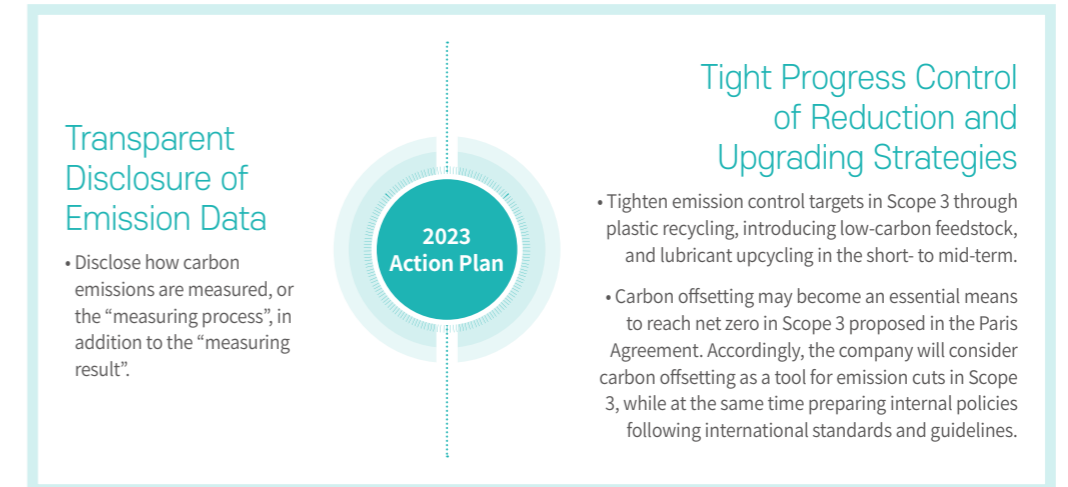 Transparent
Disclosure of
Emission Data
• Disclose how carbon
emissions are measured, or
the “measuring process”, in
addition to the “measuring
result”.
2023
Action Plan
Tight Progress Control
of Reduction and
Upgrading Strategies
• Tighten emission control targets in Scope 3 through
plastic recycling, introducing low-carbon feedstock,
and lubricant upcycling in the short- to mid-term.
• Carbon offsetting may become an essential means
to reach net zero in Scope 3 proposed in the Paris
Agreement. Accordingly, the company will consider
carbon offsetting as a tool for emission cuts in Scope
3, while at the same time preparing internal policies
following international standards and guidelines.